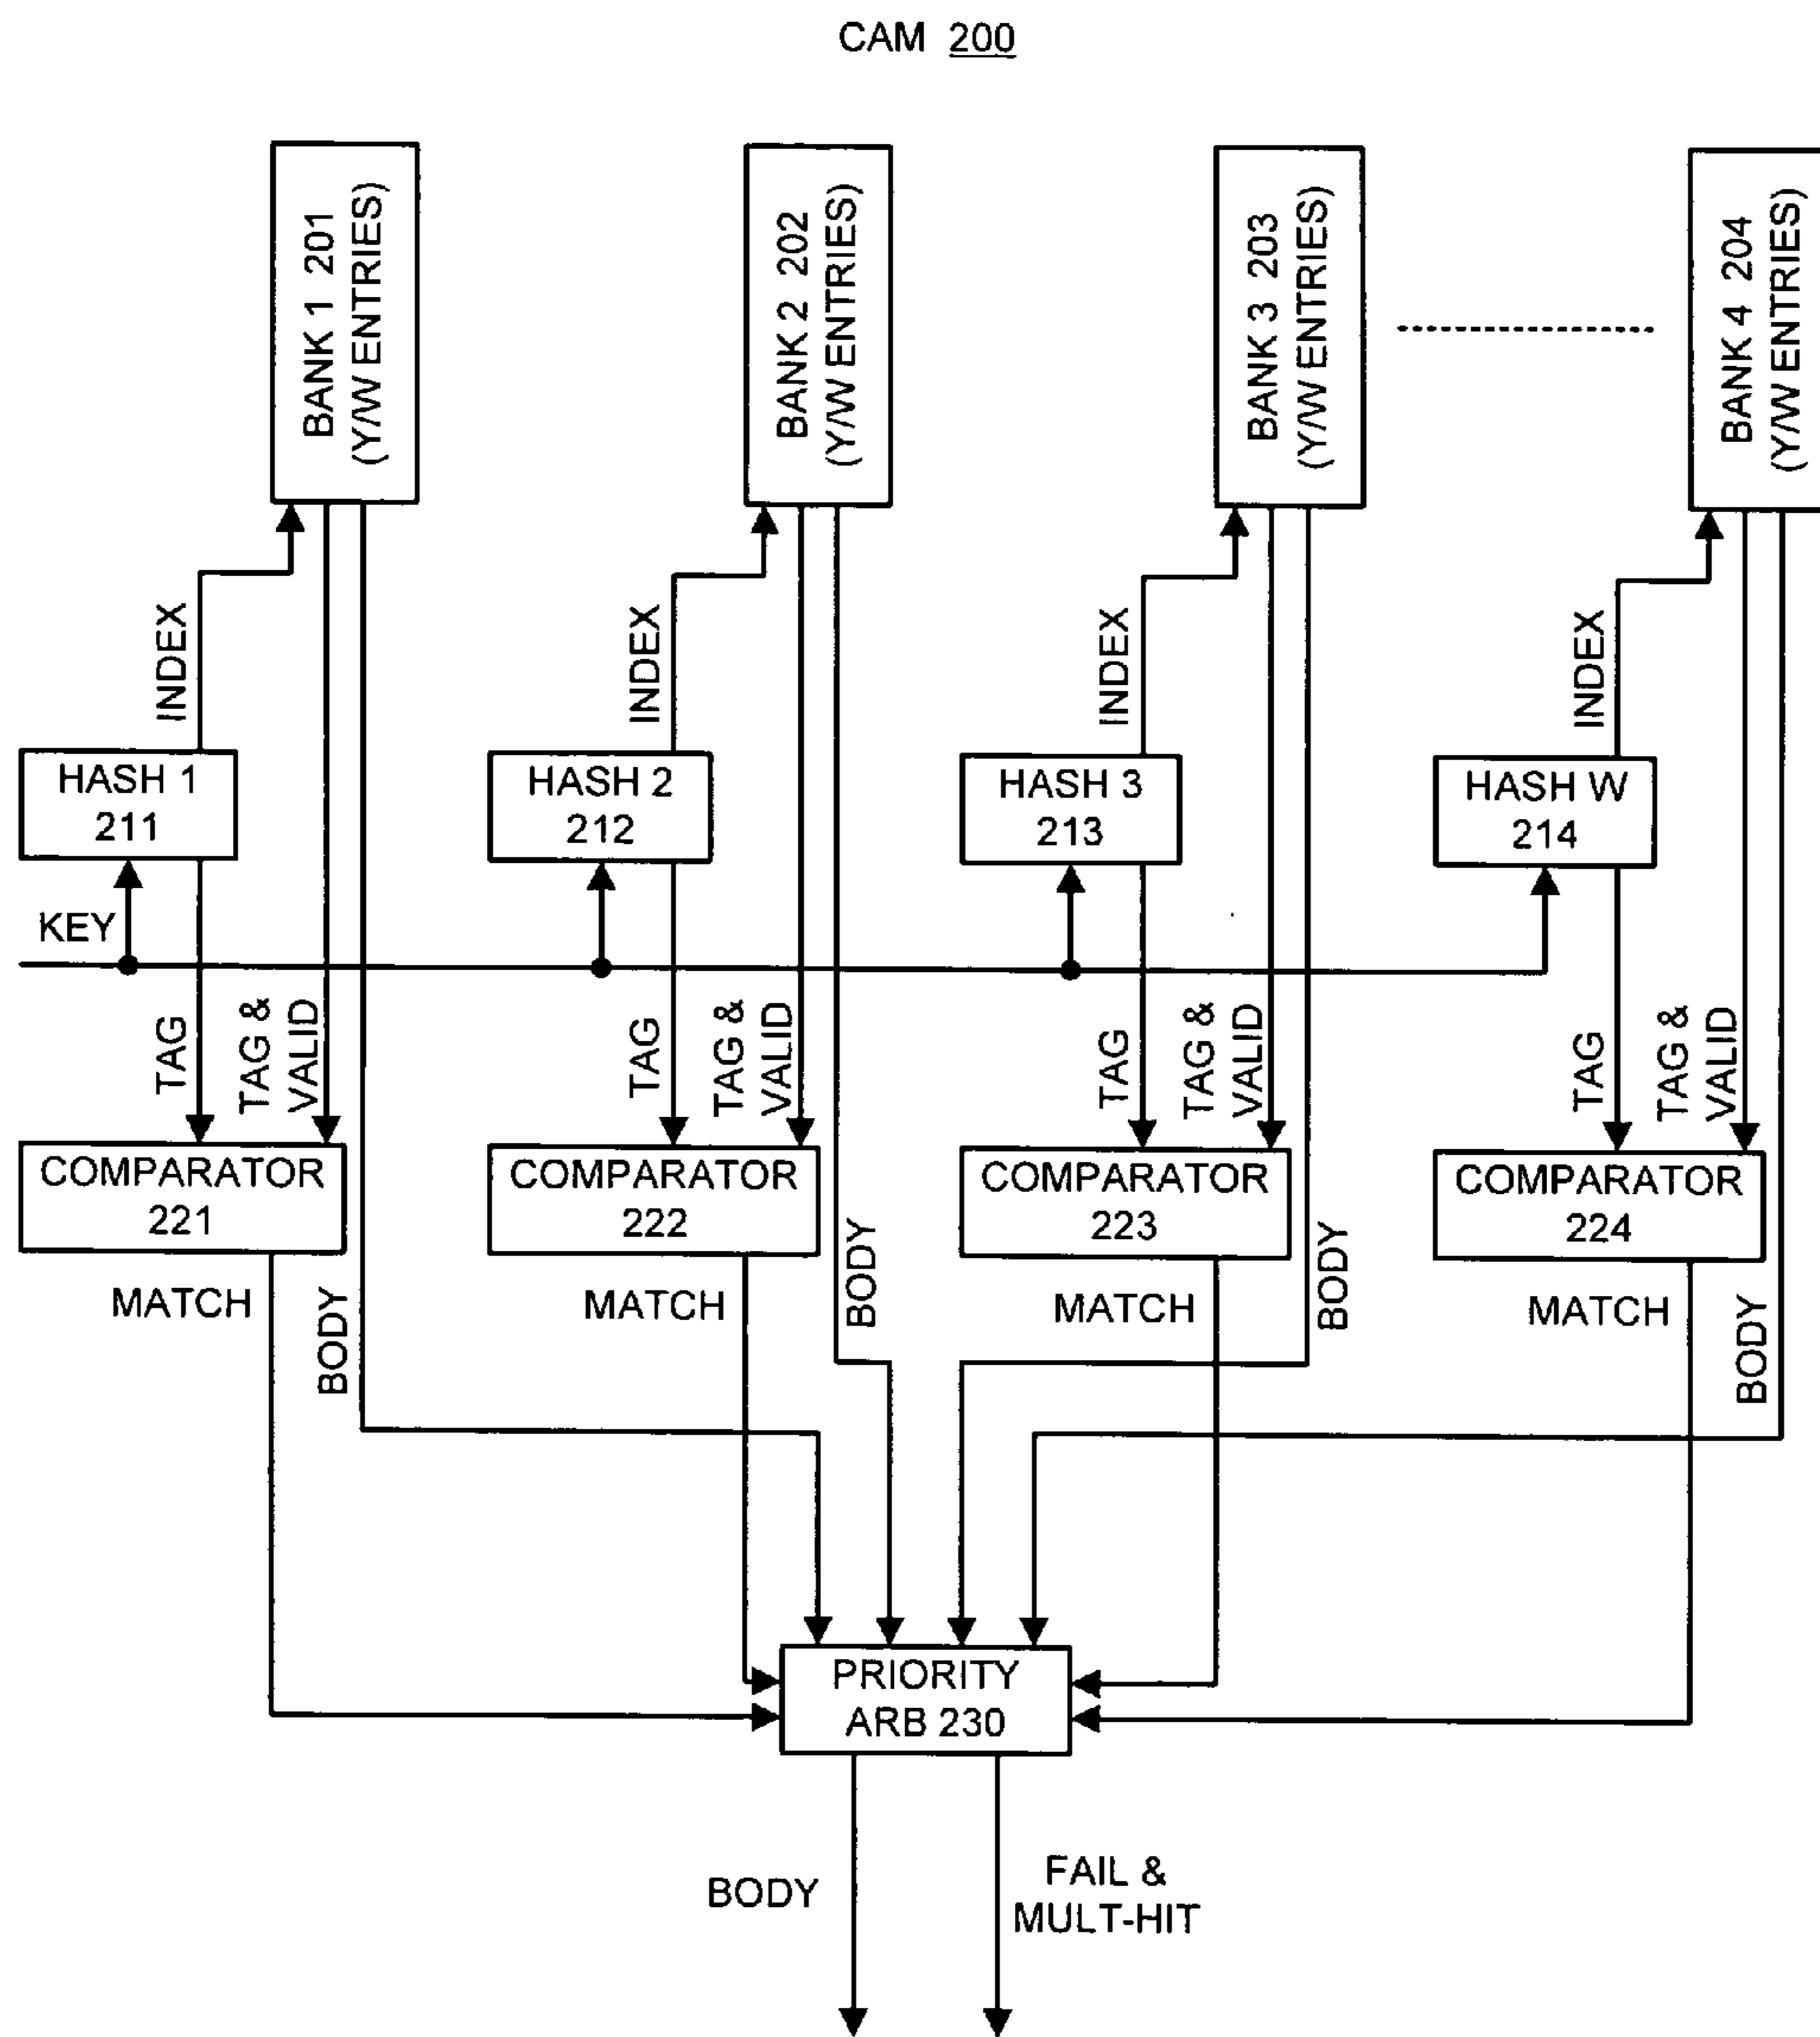 CAM 200
BANK 1 201
(Y/W ENTRIES)
BANK 2 202
(Y/W ENTRIES)
BANK 3 203
(Y/W ENTRIES)
BANK 4 204
(Y/W ENTRIES)
INDEX
INDEX
INDEX
INDEX
HASH 1
211
HASH 2
212
HASH 3
213
HASH W
214
KEY
TAG
TAG &
VALID
TAG
TAG &
VALID
TAG
TAG &
VALID
TAG
TAG &
VALID
COMPARATOR
221
COMPARATOR
222
COMPARATOR
223
COMPARATOR
224
MATCH
BODY
MATCH
BODY
MATCH
BODY
MATCH
BODY
PRIORITY
ARB 230
BODY
FAIL &
MULT-HIT